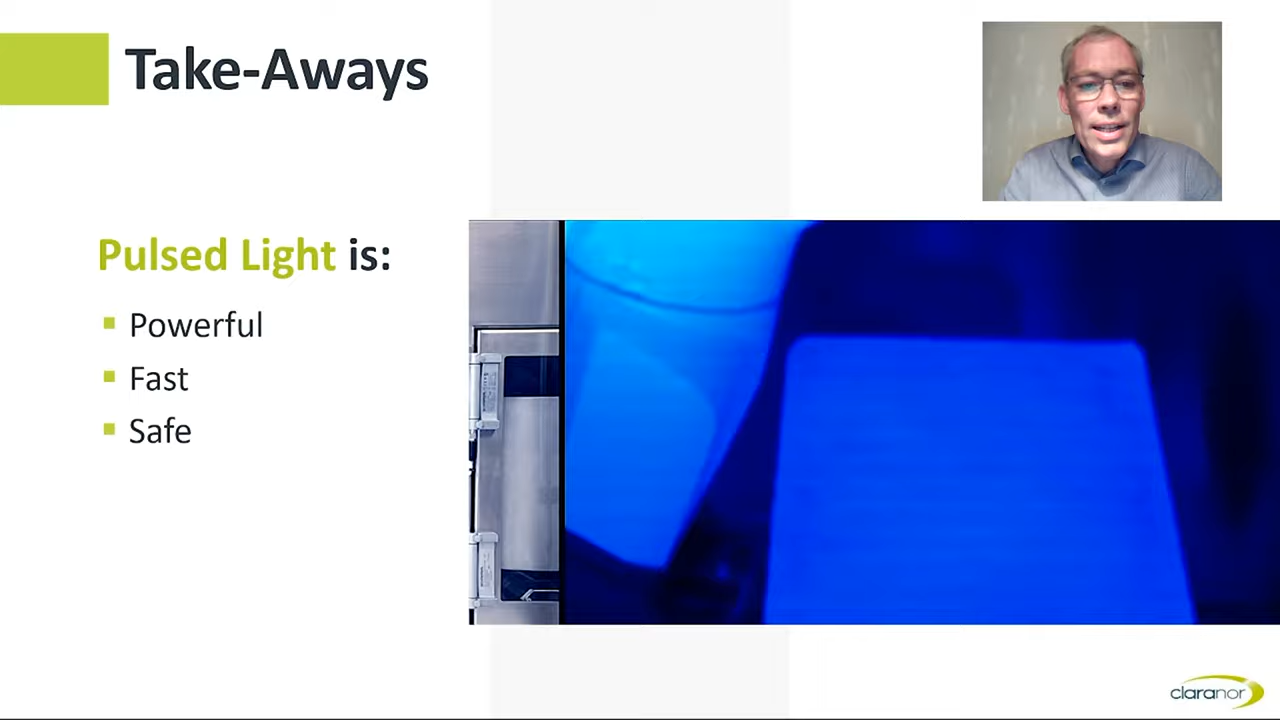 Take-Aways
Pulsed Light is:
Powerful
Fast
Safe
claranor